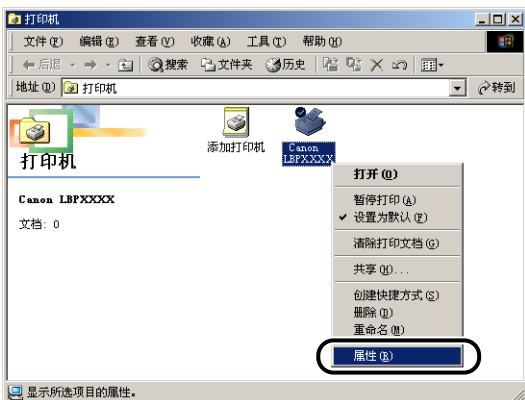 打印机
文件(F) 编辑(E) 查看(V) 收藏(A) 工具(T) 帮助(H)
后退 搜索 文件夹 历史
地址(D) 打印机 转到
打印机
Canon LBPXXXX
文档: 0
添加打印机
Canon
LBPXXXX
打开(O)
暂停打印(A)
设置为默认(F)
清除打印文档(G)
共享(H)...
创建快捷方式(S)
删除(D)
重命名(M)
属性(R)
显示所选项目的属性。